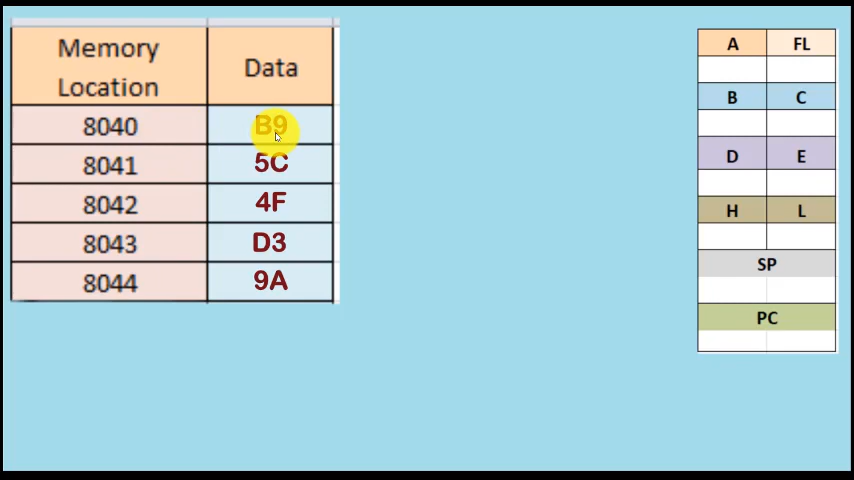 Memory
Location
Data
8040 B9
8041 5C
8042 4F
8043 D3
8044 9A
A FL
B C
D E
H L
SP
PC